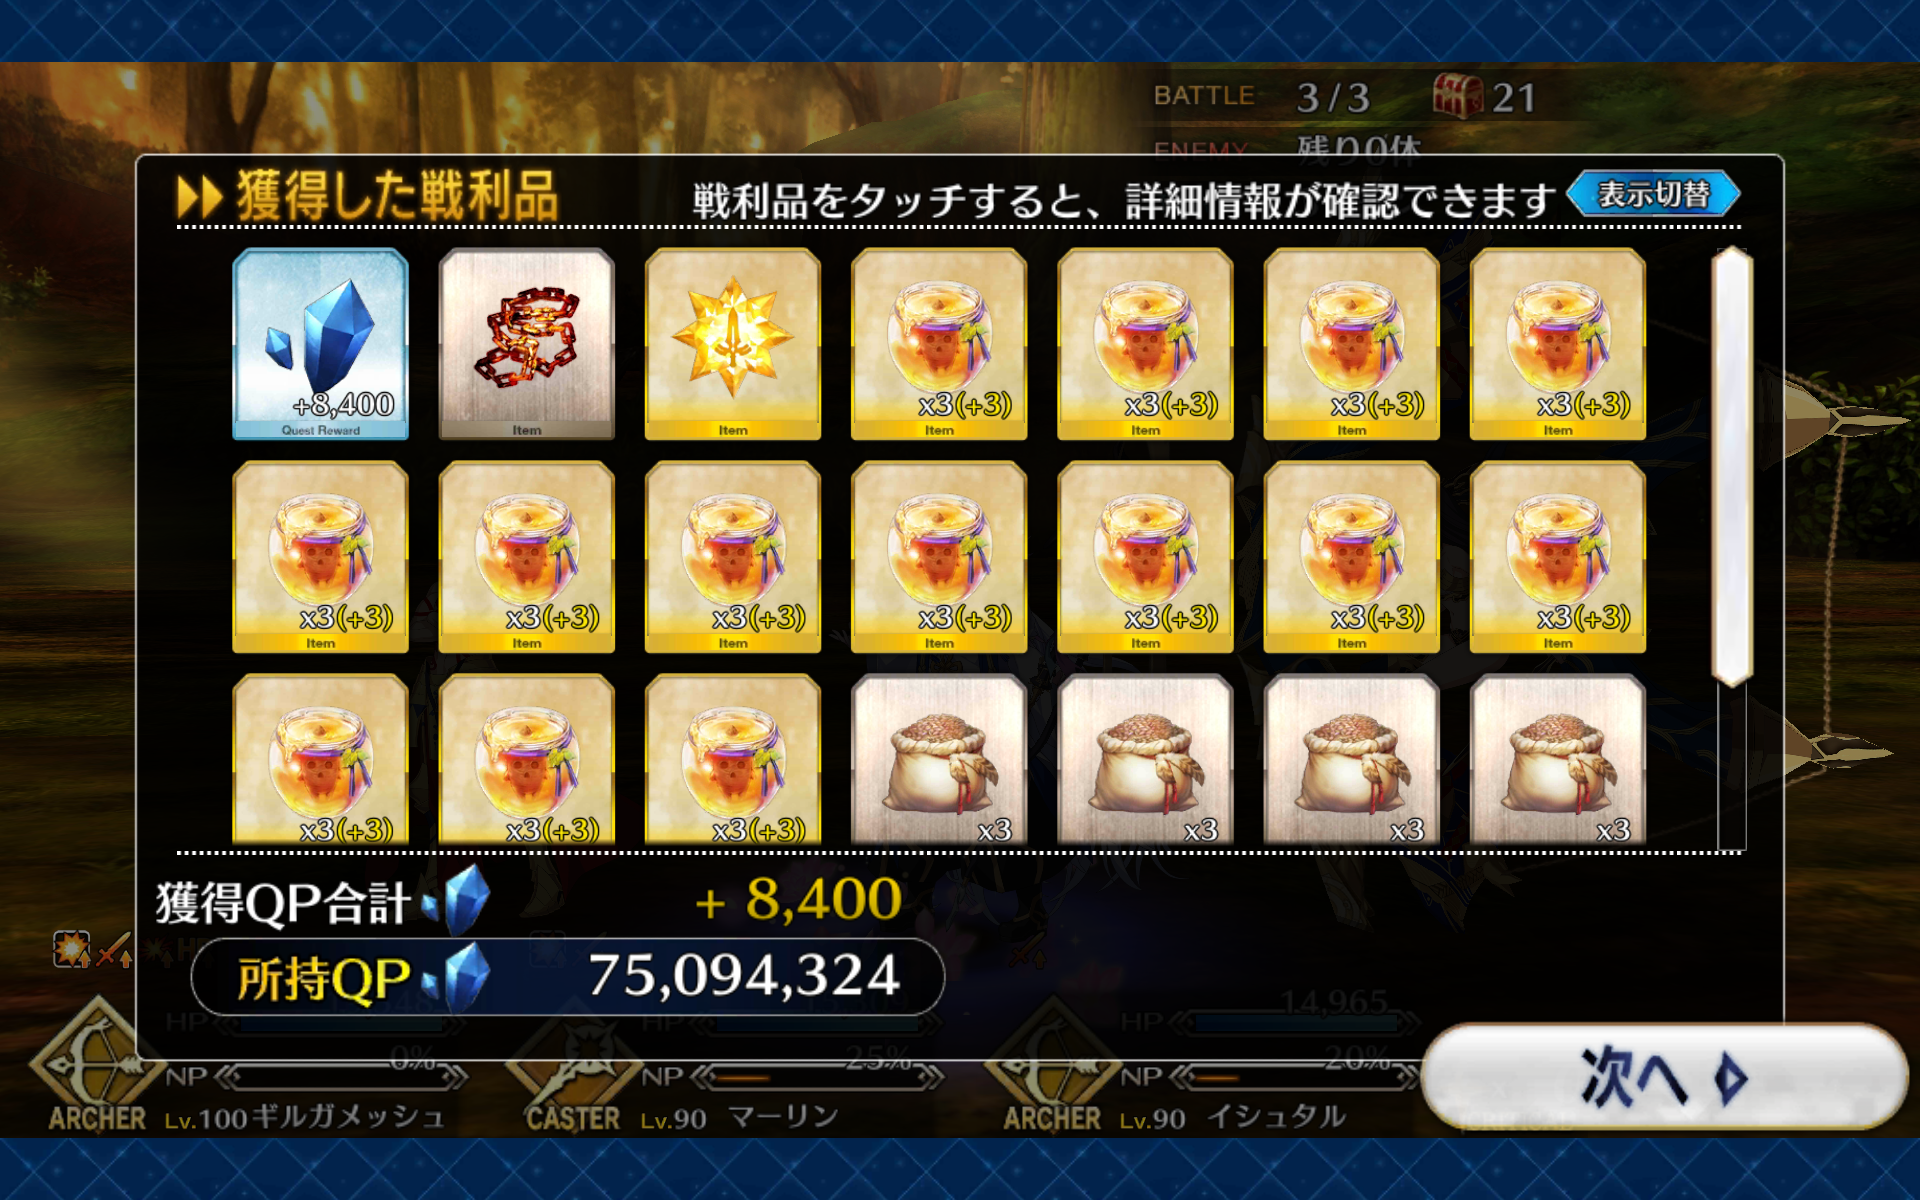 BATTLE 3/3 21
ENEMY 残り0体
獲得した戦利品
戦利品をタッチすると、詳細情報が確認できます
表示切替
+8,400
Quest Reward
Item
Item
x3(+3)
Item
x3(+3)
Item
x3(+3)
Item
x3(+3)
Item
x3(+3)
Item
x3(+3)
Item
x3(+3)
Item
x3(+3)
Item
x3(+3)
Item
x3(+3)
Item
x3(+3)
Item
x3(+3)
x3(+3)
x3(+3)
x3
x3
x3
x3
獲得QP合計 + 8,400
所持QP 75,094,324
HP
HP
HP 14,965
NP 0%
NP 25%
NP 20%
ARCHER Lv.100 ギルガメッシュ
CASTER Lv.90 マーリン
ARCHER Lv.90 イシュタル
次へ